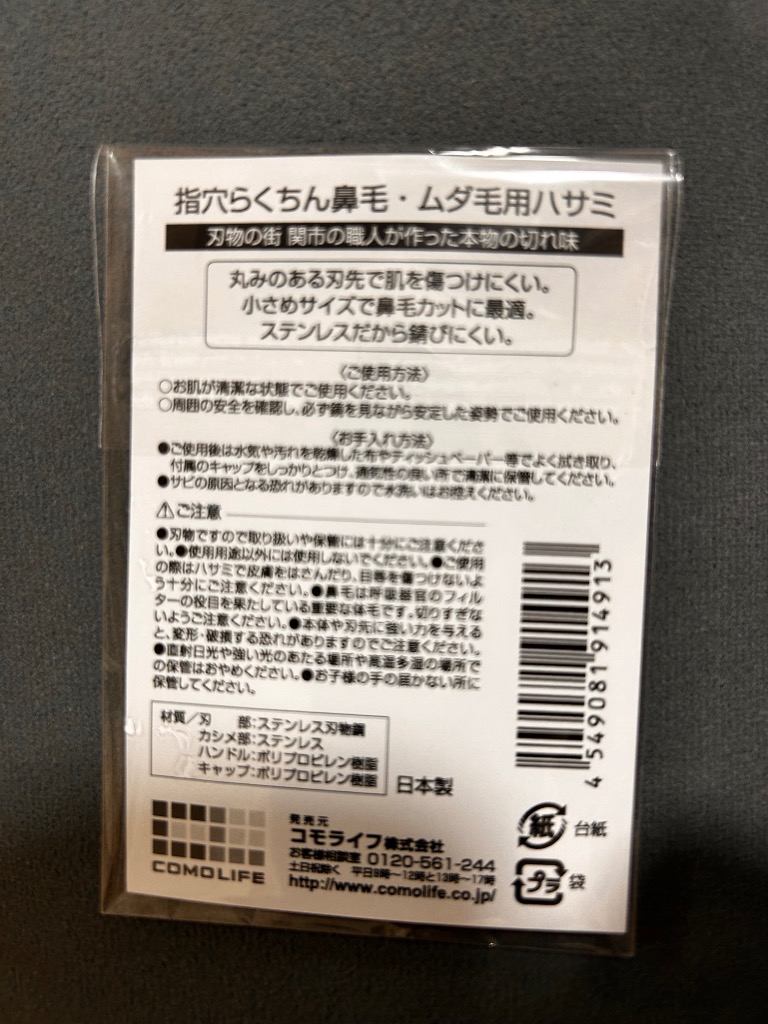 指穴らくちん鼻毛・ムダ毛用ハサミ
刃物の街 関市の職人が作った本物の切れ味
丸みのある刃先で肌を傷つけにくい。
小さめサイズで鼻毛カットに最適。
ステンレスだから錆びにくい。
〈ご使用方法〉
○お肌が清潔な状態でご使用ください。
○周囲の安全を確認し、必ず鏡を見ながら安定した姿勢でご使用ください。
〈お手入れ方法〉
●ご使用後は水気や汚れを乾燥した布やティッシュペーパー等でよく拭き取り、
付属のキャップをしっかりとつけ、通気性の良い所で清潔に保管してください。
●サビの原因となる恐れがありますので水洗いはお控えください。
⚠ご注意
●刃物ですので取り扱いや保管には十分にご注意くださ
い。●使用用途以外には使用しないでください。●ご使用
の際はハサミで皮膚をはさんだり、目等を傷つけないよ
う十分にご注意ください。●鼻毛は呼吸器官のフィル
ターの役目を果たしている重要な体毛です。切りすぎな
いようご注意ください。●本体や刃先に強い力を与える
と、変形・破損する恐れがありますのでご注意ください。
●直射日光や強い光のあたる場所や高温多湿の場所で
の保管はおやめください。●お子様の手の届かない所に
保管してください。
材質/刃　部:ステンレス刃物鋼
カシメ部:ステンレス
ハンドル:ポリプロピレン樹脂
キャップ:ポリプロピレン樹脂
日本製
4 549081 914913
COMOLIFE
発売元
コモライフ株式会社
お客様相談室 0120-561-244
土日祝除く 平日9時〜12時と13時〜17時
http://www.comolife.co.jp/
紙 台紙
プラ 袋